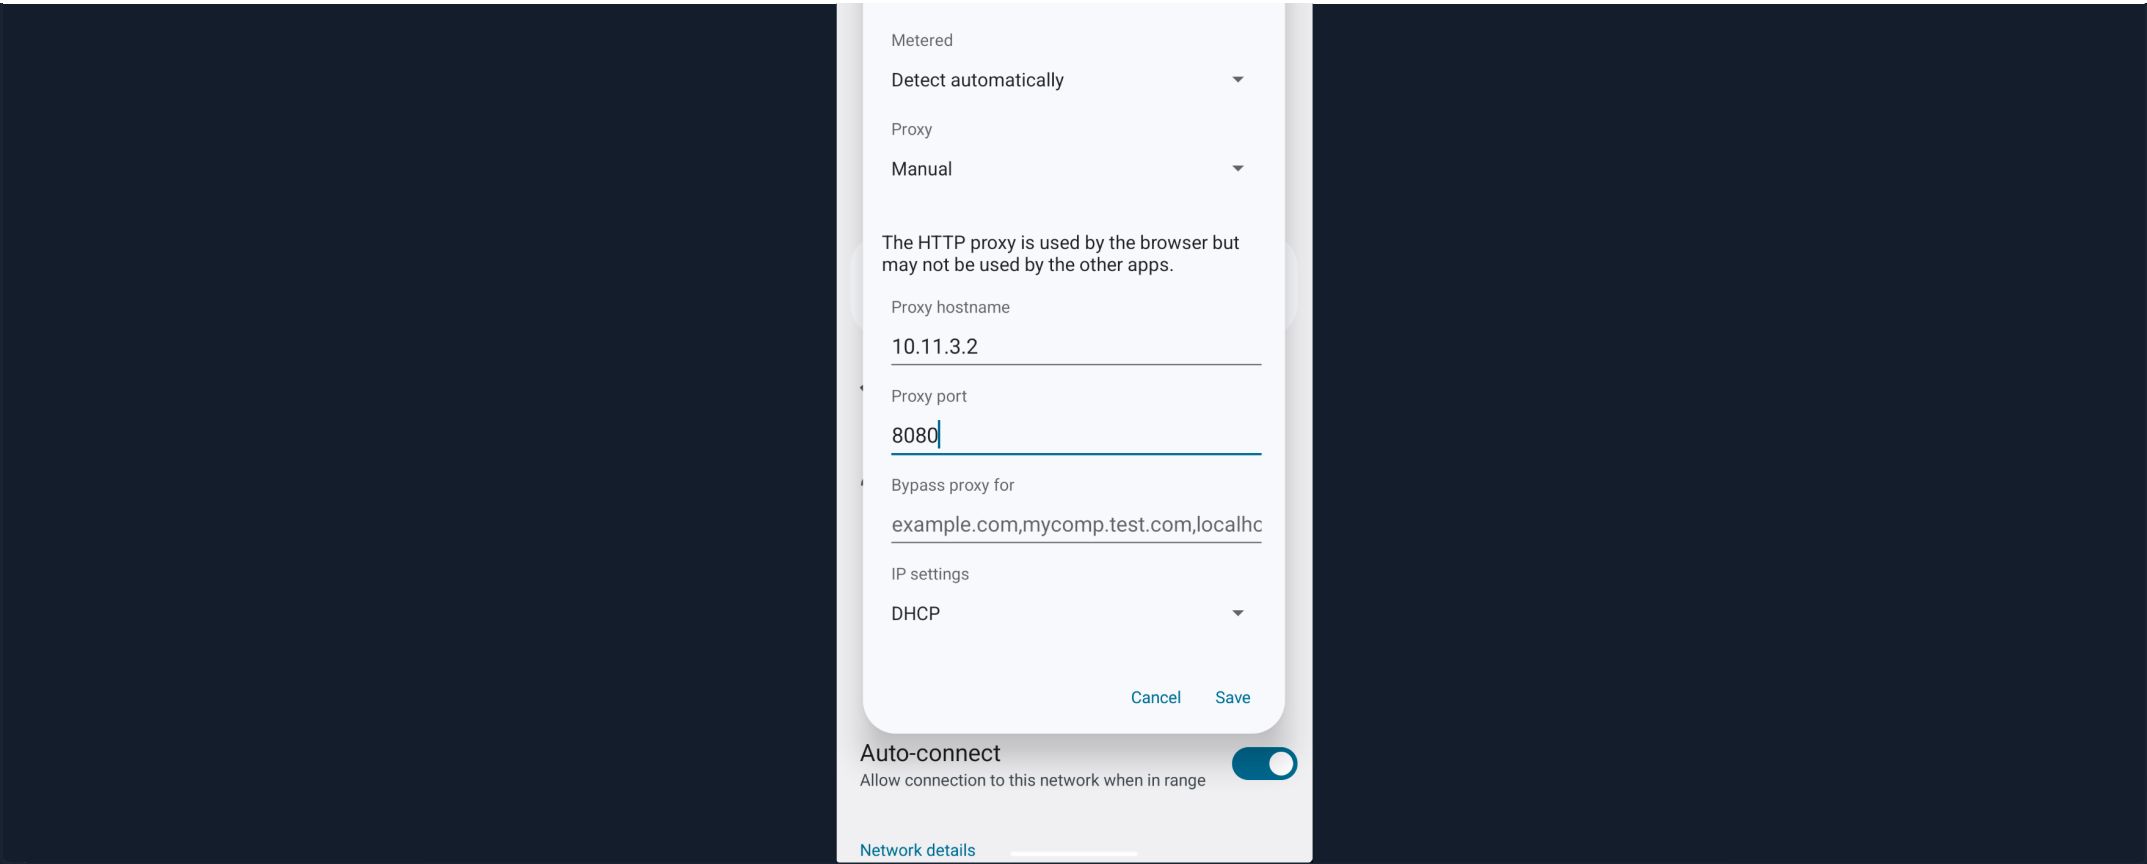 Metered
Detect automatically
Proxy
Manual
The HTTP proxy is used by the browser but
may not be used by the other apps.
Proxy hostname
10.11.3.2
Proxy port
8080
Bypass proxy for
example.com,mycomp.test.com,localhc
IP settings
DHCP
Cancel Save
Auto-connect
Allow connection to this network when in range
Network details